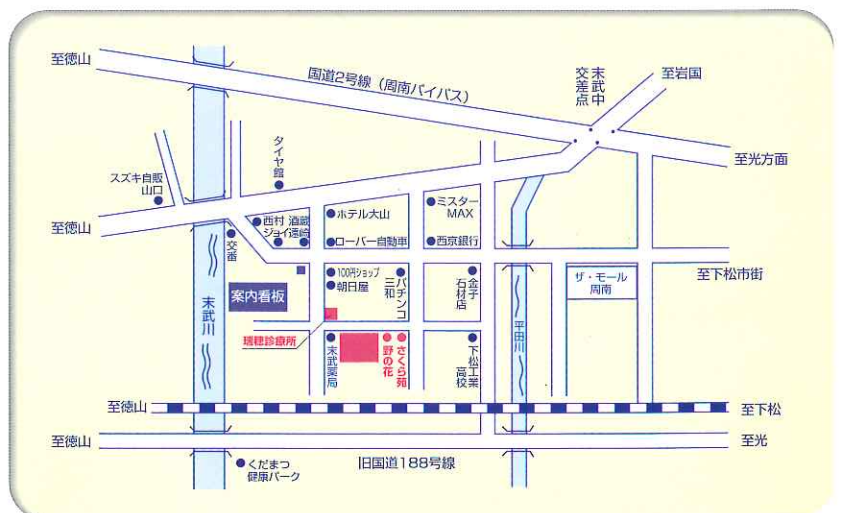 至徳山
国道2号線(周南バイパス)
末武中
交差点
至岩国
至光方面
タイヤ館
スズキ自販
山口
至徳山
交番
西村
ジョイ
酒蔵
蓮崎
ホテル大山
ローバー自動車
ミスター
MAX
西京銀行
案内看板
100円ショップ
朝日屋
パチンコ
三和
金子
石材店
ザ・モール
周南
至下松市街
末武川
平田川
瑞穂診療所
末武薬局
野の花
さくら苑
下松工業
高校
至徳山
至下松
至徳山
至光
旧国道188号線
くだまつ
健康パーク